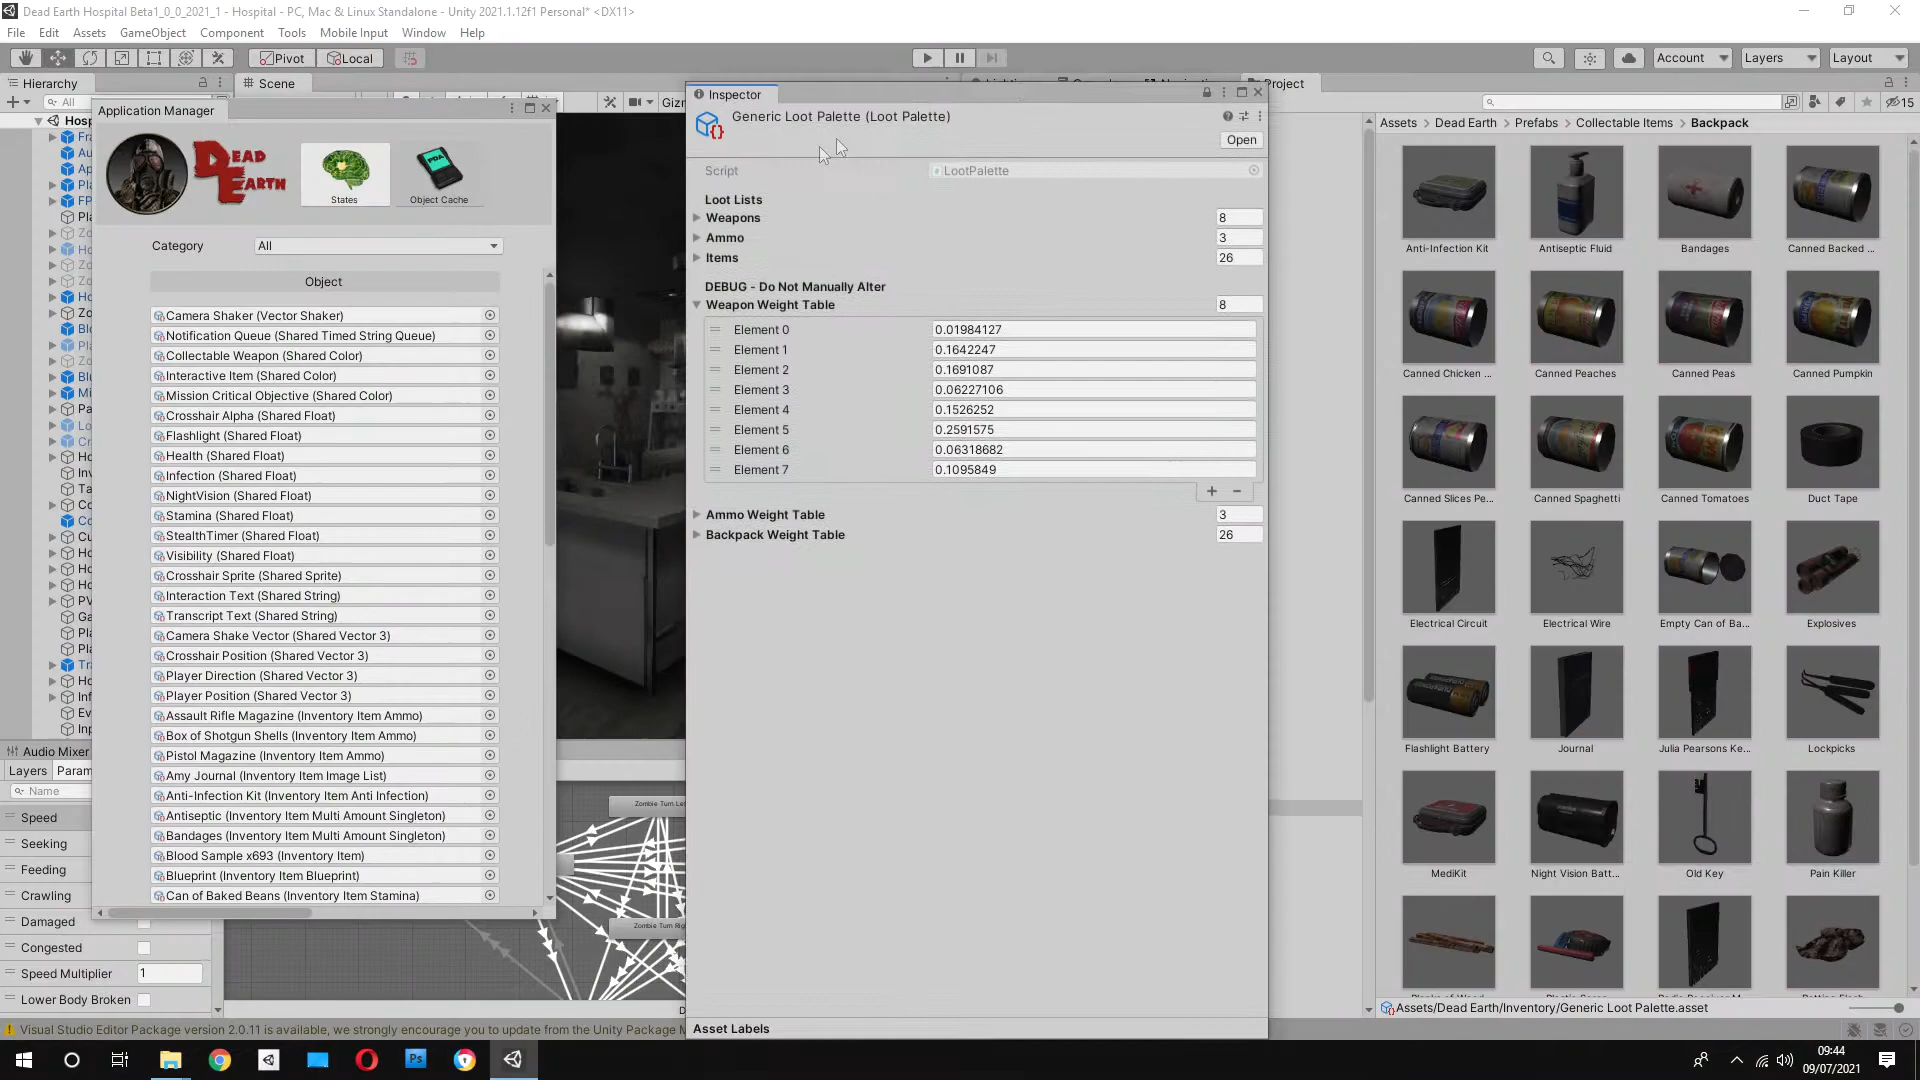 Dead Earth Hospital Beta1_0_0_2021_1 - Hospital - PC, Mac & Linux Standalone - Unity 2021.1.12f1 Personal* <DX11>
File Edit Assets GameObject Component Tools Mobile Input Window Help
Pivot Local Account Layers Layout
Hierarchy Scene Project
All
15
Application Manager
DEAD EARTH
States
PDA
Object Cache
Category All
Object
Camera Shaker (Vector Shaker)
Notification Queue (Shared Timed String Queue)
Collectable Weapon (Shared Color)
Interactive Item (Shared Color)
Mission Critical Objective (Shared Color)
Crosshair Alpha (Shared Float)
Flashlight (Shared Float)
Health (Shared Float)
Infection (Shared Float)
NightVision (Shared Float)
Stamina (Shared Float)
StealthTimer (Shared Float)
Visibility (Shared Float)
Crosshair Sprite (Shared Sprite)
Interaction Text (Shared String)
Transcript Text (Shared String)
Camera Shake Vector (Shared Vector 3)
Crosshair Position (Shared Vector 3)
Player Direction (Shared Vector 3)
Player Position (Shared Vector 3)
Assault Rifle Magazine (Inventory Item Ammo)
Box of Shotgun Shells (Inventory Item Ammo)
Pistol Magazine (Inventory Item Ammo)
Amy Journal (Inventory Item Image List)
Anti-Infection Kit (Inventory Item Anti Infection)
Antiseptic (Inventory Item Multi Amount Singleton)
Bandages (Inventory Item Multi Amount Singleton)
Blood Sample x693 (Inventory Item)
Blueprint (Inventory Item Blueprint)
Can of Baked Beans (Inventory Item Stamina)
Audio Mixer
Layers Param
Name
Speed
Seeking
Feeding
Crawling
Damaged
Congested
Speed Multiplier 1
Lower Body Broken
Zombie Turn Le
Zombie Turn Rig
Inspector
Generic Loot Palette (Loot Palette)
Open
Script LootPalette
Loot Lists
Weapons 8
Ammo 3
Items 26
DEBUG - Do Not Manually Alter
Weapon Weight Table 8
Element 0 0.01984127
Element 1 0.1642247
Element 2 0.1691087
Element 3 0.06227106
Element 4 0.1526252
Element 5 0.2591575
Element 6 0.06318682
Element 7 0.1095849
Ammo Weight Table 3
Backpack Weight Table 26
Asset Labels
Assets Dead Earth Prefabs Collectable Items Backpack
Anti-Infection Kit Antiseptic Fluid Bandages Canned Backed ...
Canned Chicken ... Canned Peaches Canned Peas Canned Pumpkin
Canned Slices Pe... Canned Spaghetti Canned Tomatoes Duct Tape
Electrical Circuit Electrical Wire Empty Can of Ba... Explosives
Flashlight Battery Journal Julia Pearsons Ke... Lockpicks
MediKit Night Vision Batt... Old Key Pain Killer
Assets/Dead Earth/Inventory/Generic Loot Palette.asset
Visual Studio Editor Package version 2.0.11 is available, we strongly encourage you to update from the Unity Package M
09:44
09/07/2021